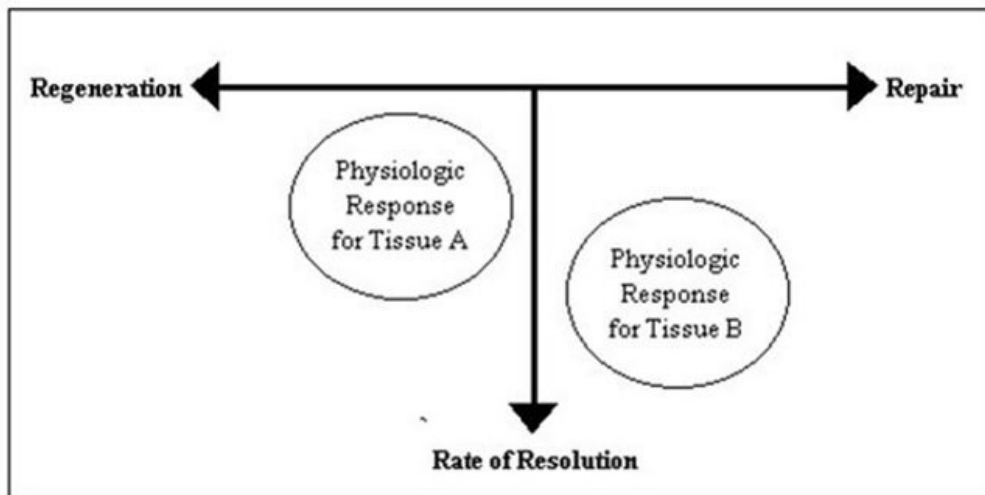 Regeneration
Repair
Physiologic
Response
for Tissue A
Physiologic
Response
for Tissue B
Rate of Resolution